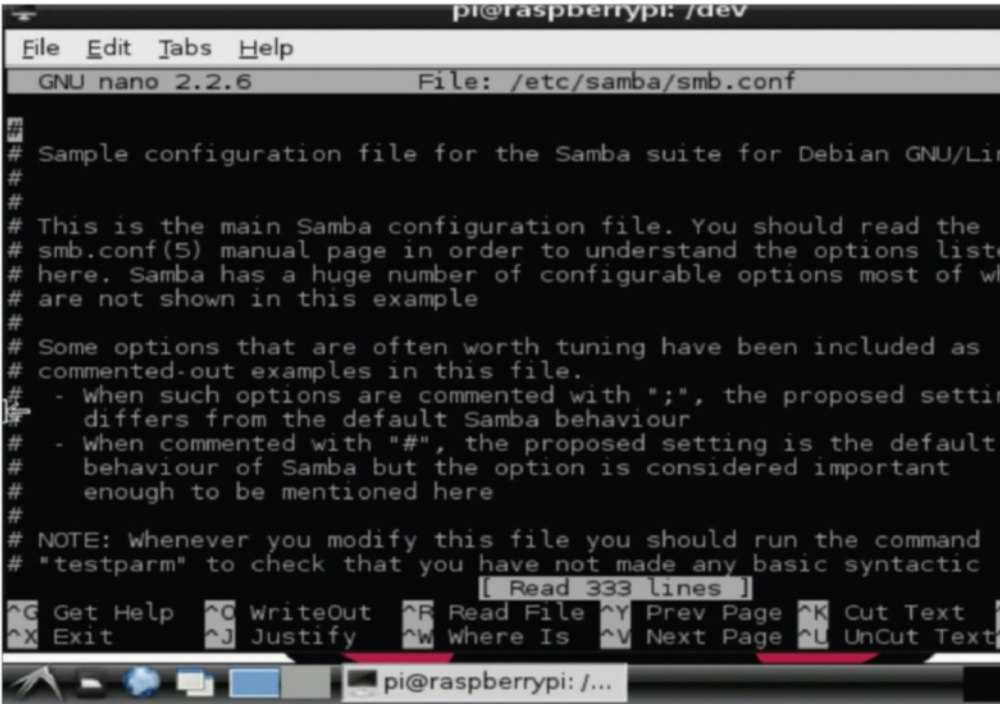 pi@raspberrypi: /dev
File Edit Tabs Help
GNU nano 2.2.6 File: /etc/samba/smb.conf
#
# Sample configuration file for the Samba suite for Debian GNU/Li
#
#
# This is the main Samba configuration file. You should read the
# smb.conf(5) manual page in order to understand the options list
# here. Samba has a huge number of configurable options most of w
# are not shown in this example
#
# Some options that are often worth tuning have been included as
# commented-out examples in this file.
# - When such options are commented with ";", the proposed setti
# differs from the default Samba behaviour
# - When commented with "#", the proposed setting is the default
# behaviour of Samba but the option is considered important
# enough to be mentioned here
#
# NOTE: Whenever you modify this file you should run the command
# "testparm" to check that you have not made any basic syntactic
[ Read 333 lines ]
^G Get Help ^O WriteOut ^R Read File ^Y Prev Page ^K Cut Text
^X Exit ^J Justify ^W Where Is ^V Next Page ^U UnCut Text
pi@raspberrypi: /...